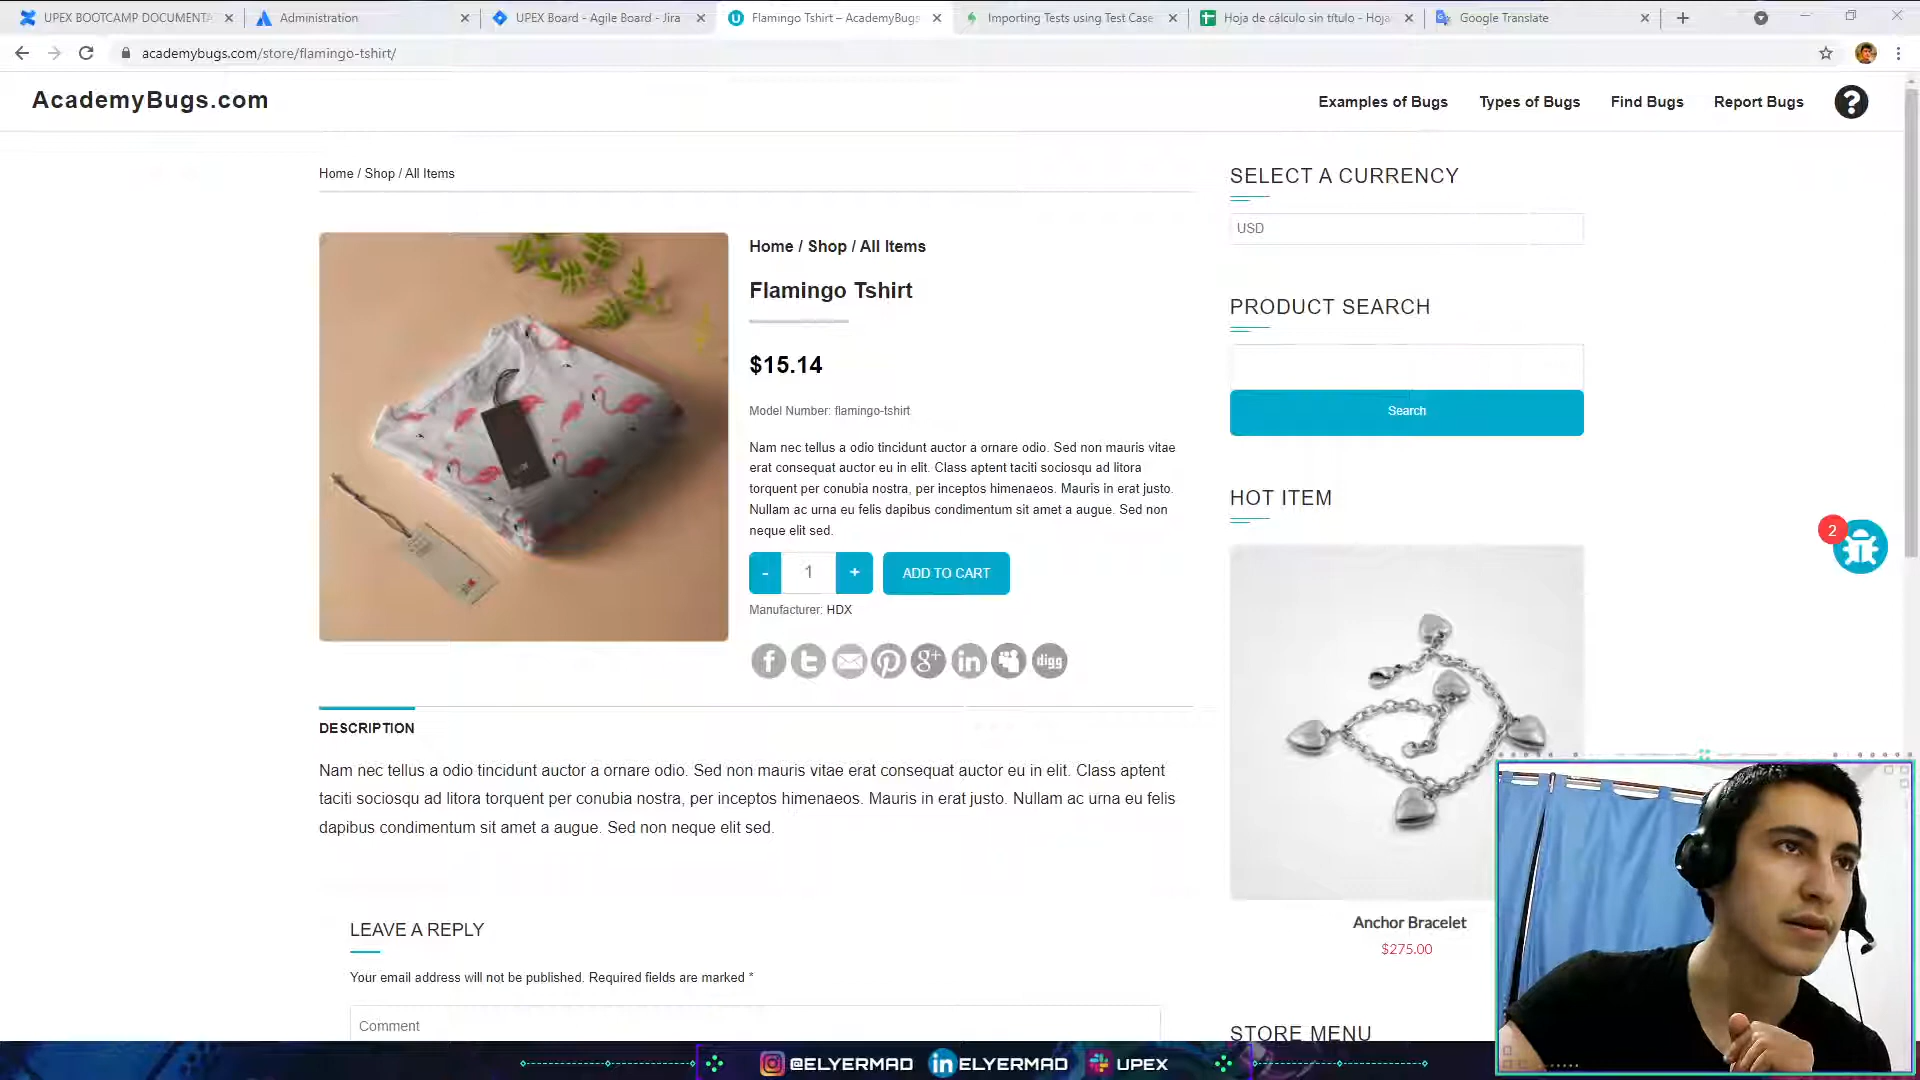 UPEX BOOTCAMP DOCUMENTA
Administration
UPEX Board - Agile Board - Jira
Flamingo Tshirt – AcademyBugs
Importing Tests using Test Case
Hoja de cálculo sin título - Hoja
Google Translate
academybugs.com/store/flamingo-tshirt/
AcademyBugs.com
Examples of Bugs
Types of Bugs
Find Bugs
Report Bugs
?
Home / Shop / All Items
Home / Shop / All Items
Flamingo Tshirt
$15.14
Model Number: flamingo-tshirt
Nam nec tellus a odio tincidunt auctor a ornare odio. Sed non mauris vitae
erat consequat auctor eu in elit. Class aptent taciti sociosqu ad litora
torquent per conubia nostra, per inceptos himenaeos. Mauris in erat justo.
Nullam ac urna eu felis dapibus condimentum sit amet a augue. Sed non
neque elit sed.
- 1 + ADD TO CART
Manufacturer: HDX
digg
DESCRIPTION
Nam nec tellus a odio tincidunt auctor a ornare odio. Sed non mauris vitae erat consequat auctor eu in elit. Class aptent
taciti sociosqu ad litora torquent per conubia nostra, per inceptos himenaeos. Mauris in erat justo. Nullam ac urna eu felis
dapibus condimentum sit amet a augue. Sed non neque elit sed.
LEAVE A REPLY
Your email address will not be published. Required fields are marked *
Comment
SELECT A CURRENCY
USD
PRODUCT SEARCH
Search
HOT ITEM
2
Anchor Bracelet
$275.00
STORE MENU
@ELYERMAD
ELYERMAD
UPEX